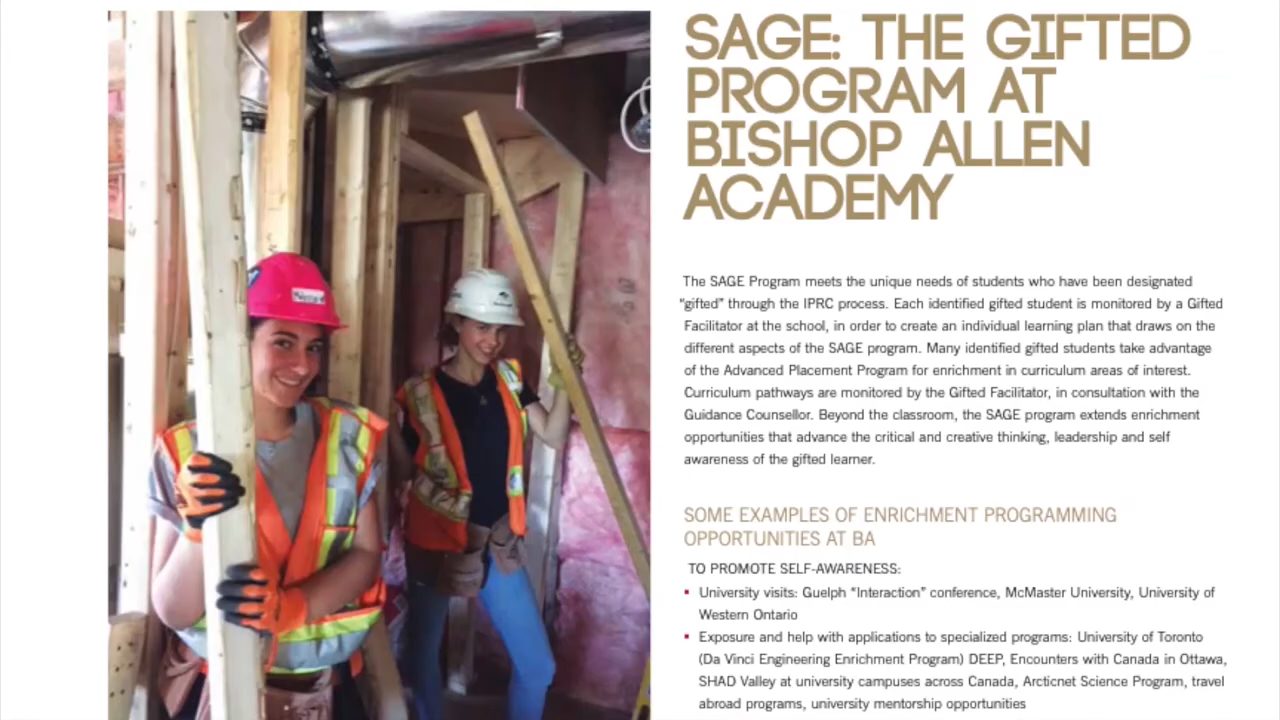 SAGE: THE GIFTED
PROGRAM AT
BISHOP ALLEN
ACADEMY
The SAGE Program meets the unique needs of students who have been designated
“gifted” through the IPRC process. Each identified gifted student is monitored by a Gifted
Facilitator at the school, in order to create an individual learning plan that draws on the
different aspects of the SAGE program. Many identified gifted students take advantage
of the Advanced Placement Program for enrichment in curriculum areas of interest.
Curriculum pathways are monitored by the Gifted Facilitator, in consultation with the
Guidance Counsellor. Beyond the classroom, the SAGE program extends enrichment
opportunities that advance the critical and creative thinking, leadership and self
awareness of the gifted learner.
SOME EXAMPLES OF ENRICHMENT PROGRAMMING
OPPORTUNITIES AT BA
TO PROMOTE SELF-AWARENESS:
▪ University visits: Guelph “Interaction” conference, McMaster University, University of
Western Ontario
▪ Exposure and help with applications to specialized programs: University of Toronto
(Da Vinci Engineering Enrichment Program) DEEP, Encounters with Canada in Ottawa,
SHAD Valley at university campuses across Canada, Arcticnet Science Program, travel
abroad programs, university mentorship opportunities